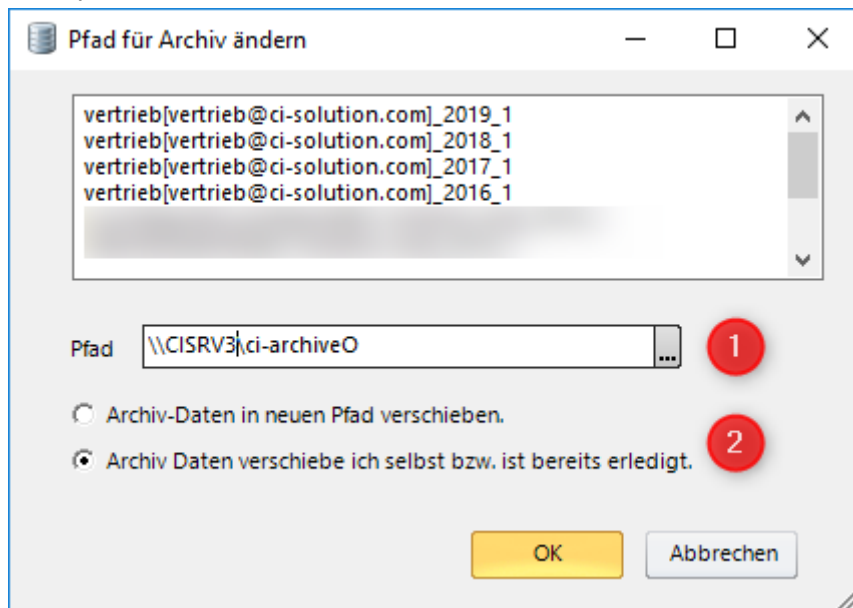 Pfad für Archiv ändern
vertrieb[vertrieb@ci-solution.com]_2019_1
vertrieb[vertrieb@ci-solution.com]_2018_1
vertrieb[vertrieb@ci-solution.com]_2017_1
vertrieb[vertrieb@ci-solution.com]_2016_1
Pfad \\CISRV3\ci-archiveO ... 1
Archiv-Daten in neuen Pfad verschieben.
Archiv Daten verschiebe ich selbst bzw. ist bereits erledigt. 2
OK Abbrechen